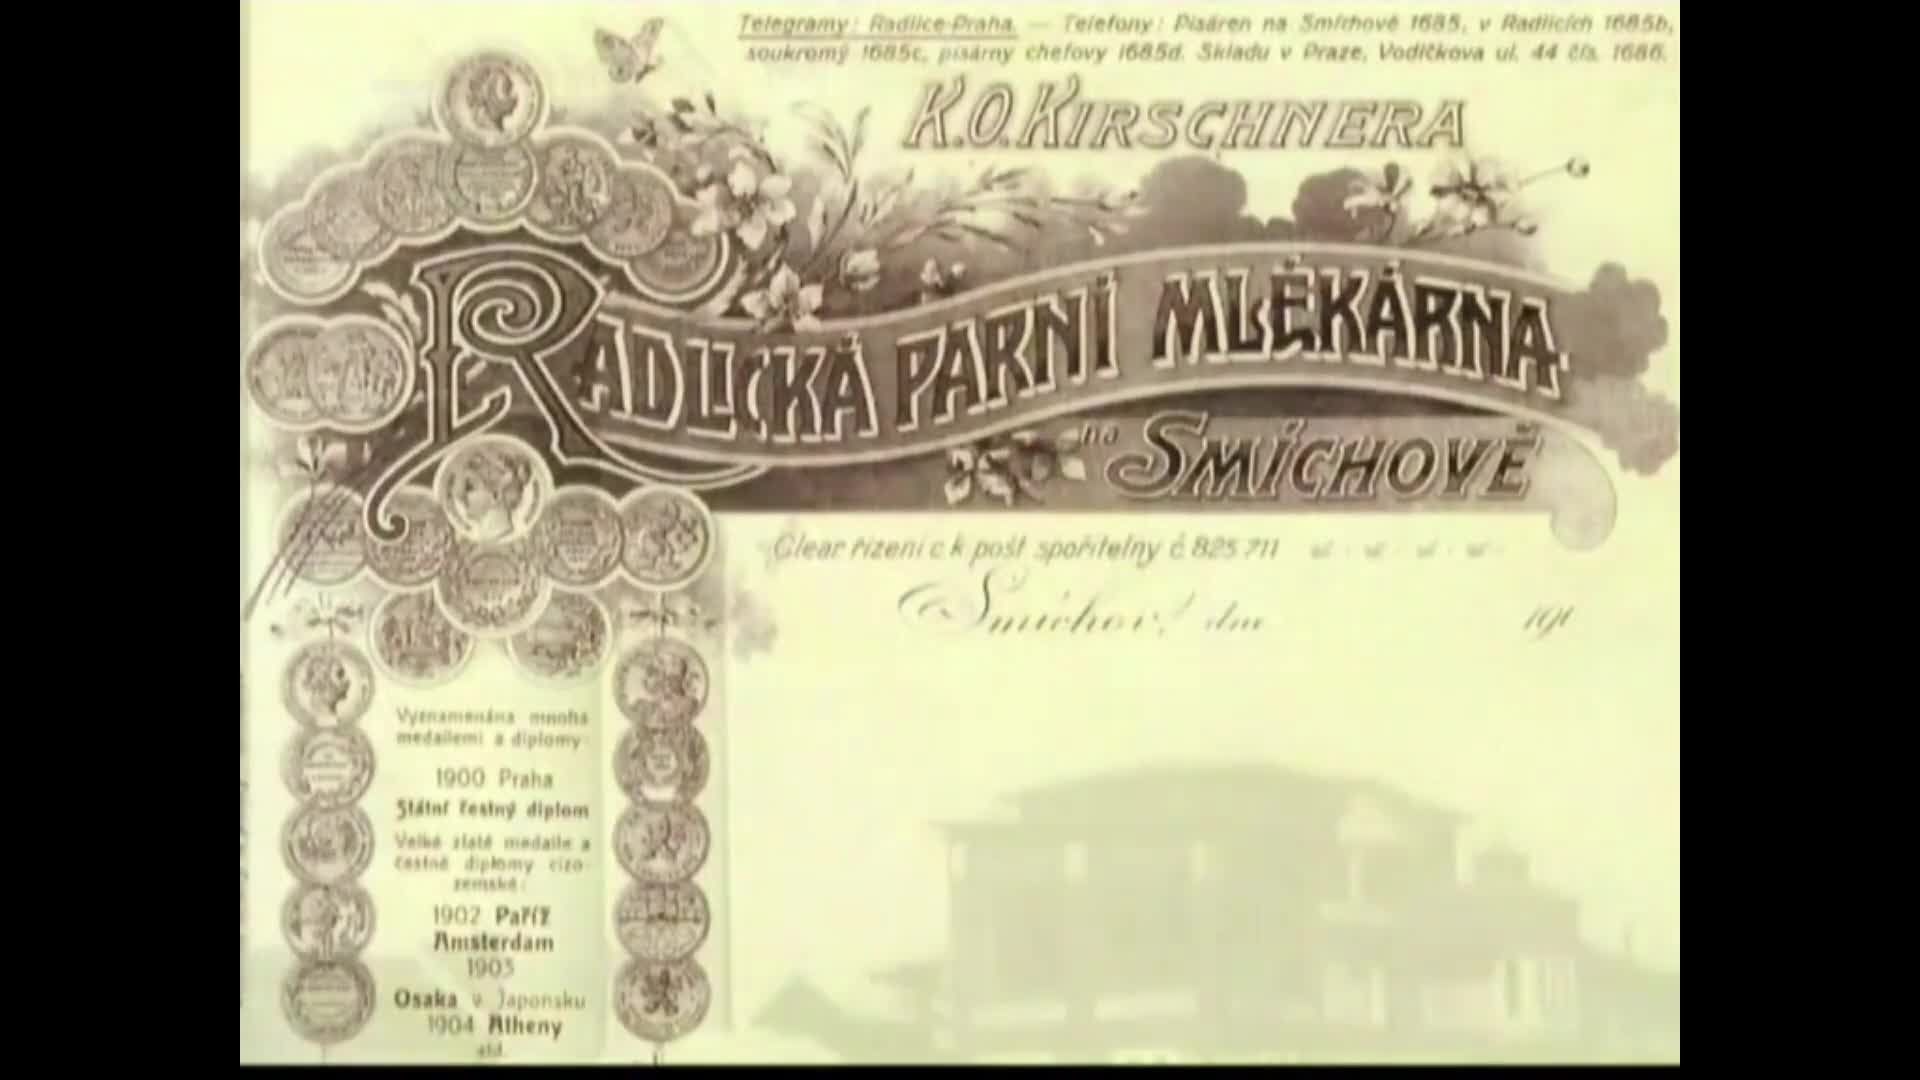 Telegramy: Radlice-Praha. — Telefony: Písáren na Smíchově 1685, v Radlicích 1685b,
soukromý 1685c, písárny chefovy 1685d. Skladu v Praze, Vodičkova ul. 44 čís. 1686.
K.O. KIRSCHNERA
RADLICKÁ PARNÍ MLÉKÁRNA
na SMÍCHOVĚ
Clear řízení c k pošt spořitelny č 825 711
Smíchov, dne 190
Vyznamenána mnoha
medailemi a diplomy:
1900 Praha
Státní čestný diplom
Velké zlaté medaile a
čestné diplomy cizo-
zemské:
1902 Paříž
Amsterdam
1903
Osaka v Japonsku
1904 Atheny
atd.